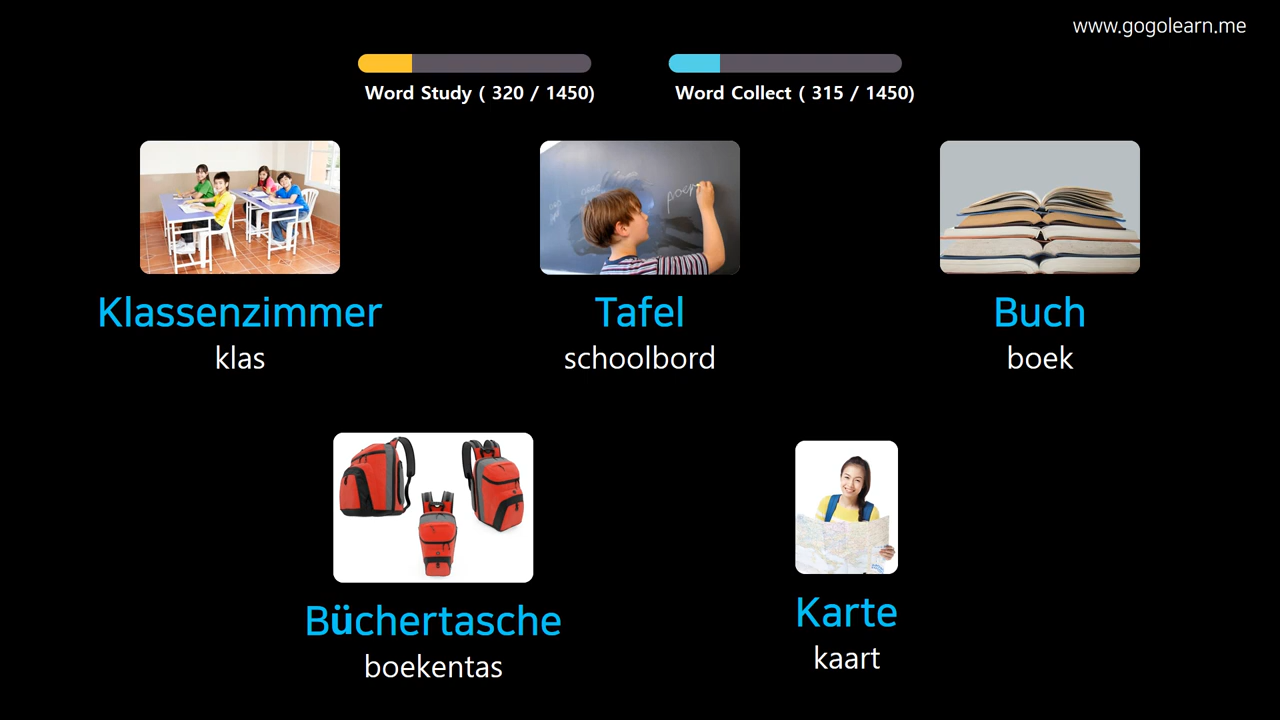 www.gogolearn.me
Word Study ( 320 / 1450)
Word Collect ( 315 / 1450)
Klassenzimmer
klas
Tafel
schoolbord
Buch
boek
Büchertasche
boekentas
Karte
kaart